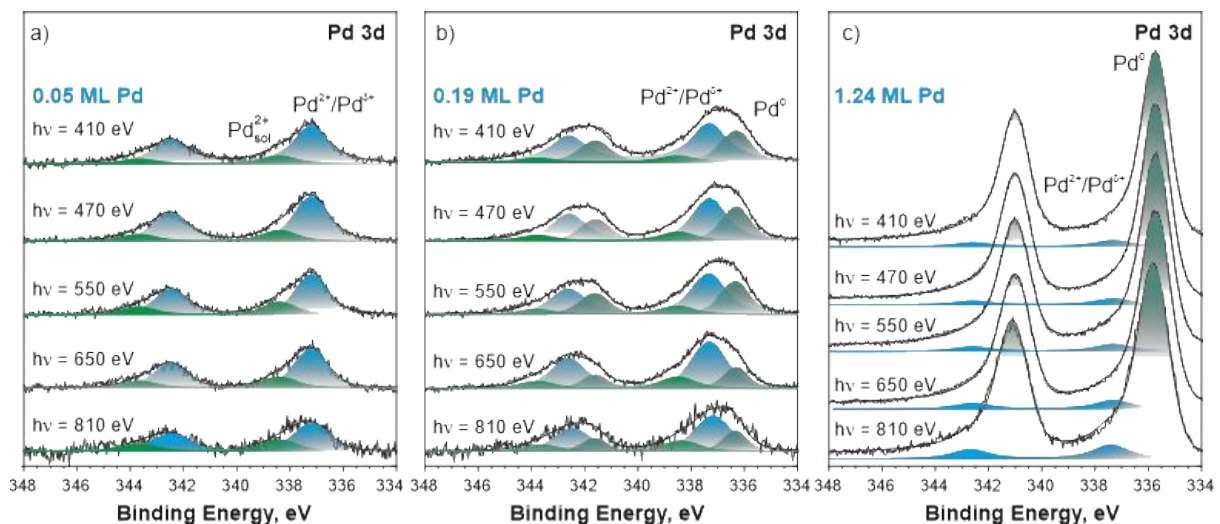 a)
Pd 3d
0.05 ML Pd
Pd²⁺/Pd^δ+
Pd²⁺sol
hν = 410 eV
hν = 470 eV
hν = 550 eV
hν = 650 eV
hν = 810 eV
348 346 344 342 340 338 336 334
Binding Energy, eV
b)
Pd 3d
0.19 ML Pd
Pd²⁺/Pd^δ+
Pd⁰
hν = 410 eV
hν = 470 eV
hν = 550 eV
hν = 650 eV
hν = 810 eV
348 346 344 342 340 338 336 334
Binding Energy, eV
c)
Pd 3d
Pd⁰
1.24 ML Pd
Pd²⁺/Pd^δ+
hν = 410 eV
hν = 470 eV
hν = 550 eV
hν = 650 eV
hν = 810 eV
348 346 344 342 340 338 336 334
Binding Energy, eV